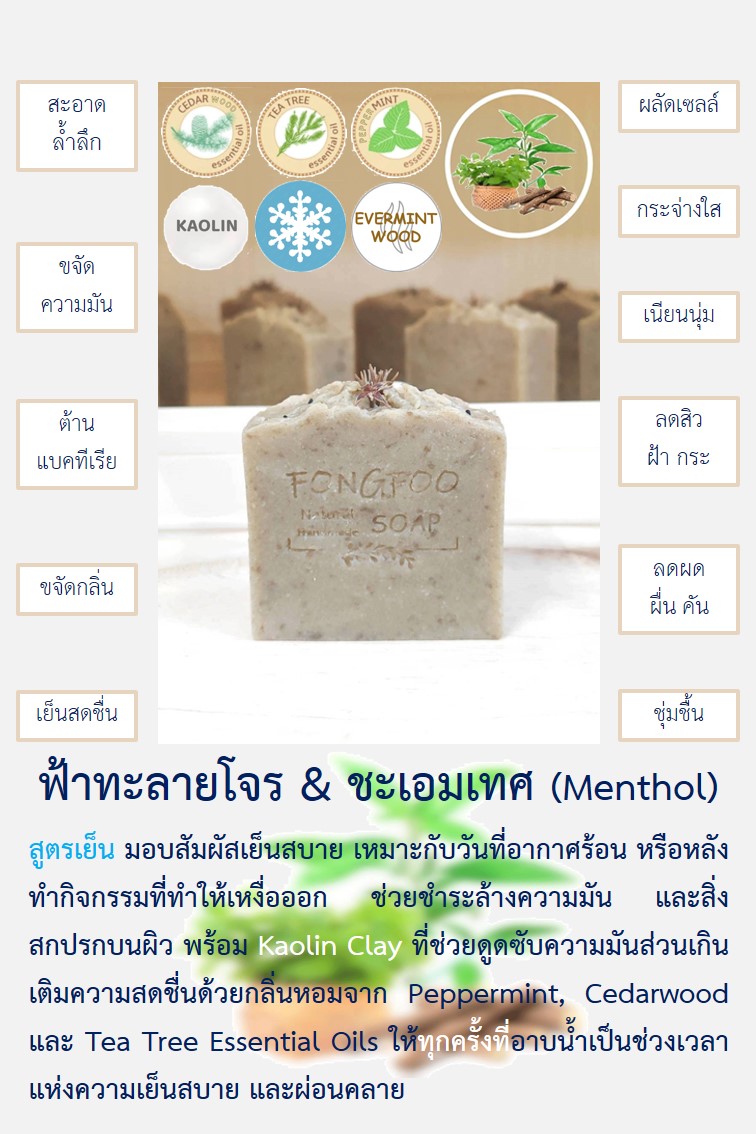 สะอาด
ล้ำลึก
ขจัด
ความมัน
ต้าน
แบคทีเรีย
ขจัดกลิ่น
เย็นสดชื่น
CEDAR WOOD
essential oil
TEA TREE
essential oil
PEPPER MINT
essential oil
KAOLIN
EVERMINT
WOOD
FONGFOO
Natural
SOAP
ผลัดเซลล์
กระจ่างใส
เนียนนุ่ม
ลดสิว
ฝ้า กระ
ลดผด
ผื่น คัน
ชุ่มชื้น
ฟ้าทะลายโจร & ชะเอมเทศ (Menthol)
สูตรเย็น มอบสัมผัสเย็นสบาย เหมาะกับวันที่อากาศร้อน หรือหลัง
ทำกิจกรรมที่ทำให้เหงื่อออก ช่วยชำระล้างความมัน และสิ่ง
สกปรกบนผิว พร้อม Kaolin Clay ที่ช่วยดูดซับความมันส่วนเกิน
เติมความสดชื่นด้วยกลิ่นหอมจาก Peppermint, Cedarwood
และ Tea Tree Essential Oils ให้ทุกครั้งที่อาบน้ำเป็นช่วงเวลา
แห่งความเย็นสบาย และผ่อนคลาย